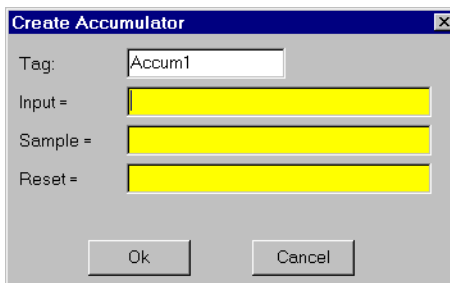 Create Accumulator
Tag: Accum1
Input =
Sample =
Reset =
Ok Cancel